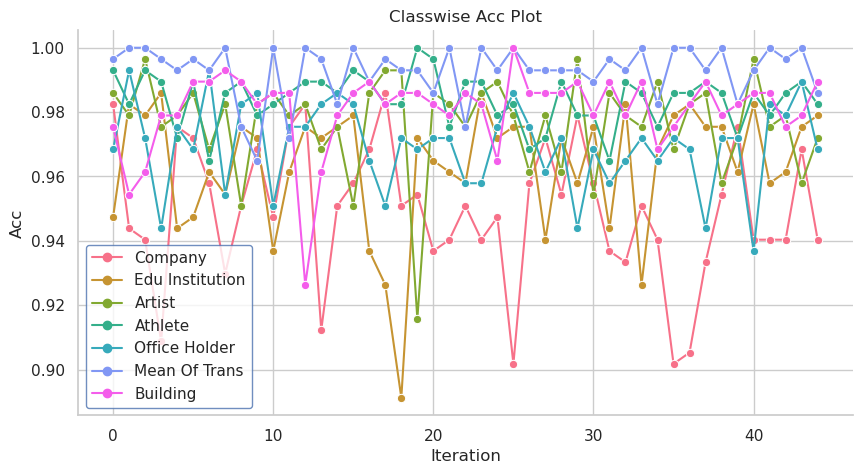 Classwise Acc Plot
1.00
0.98
0.96
0.94
0.92
0.90
Acc
Company
Edu Institution
Artist
Athlete
Office Holder
Mean Of Trans
Building
0 10 20 30 40
Iteration